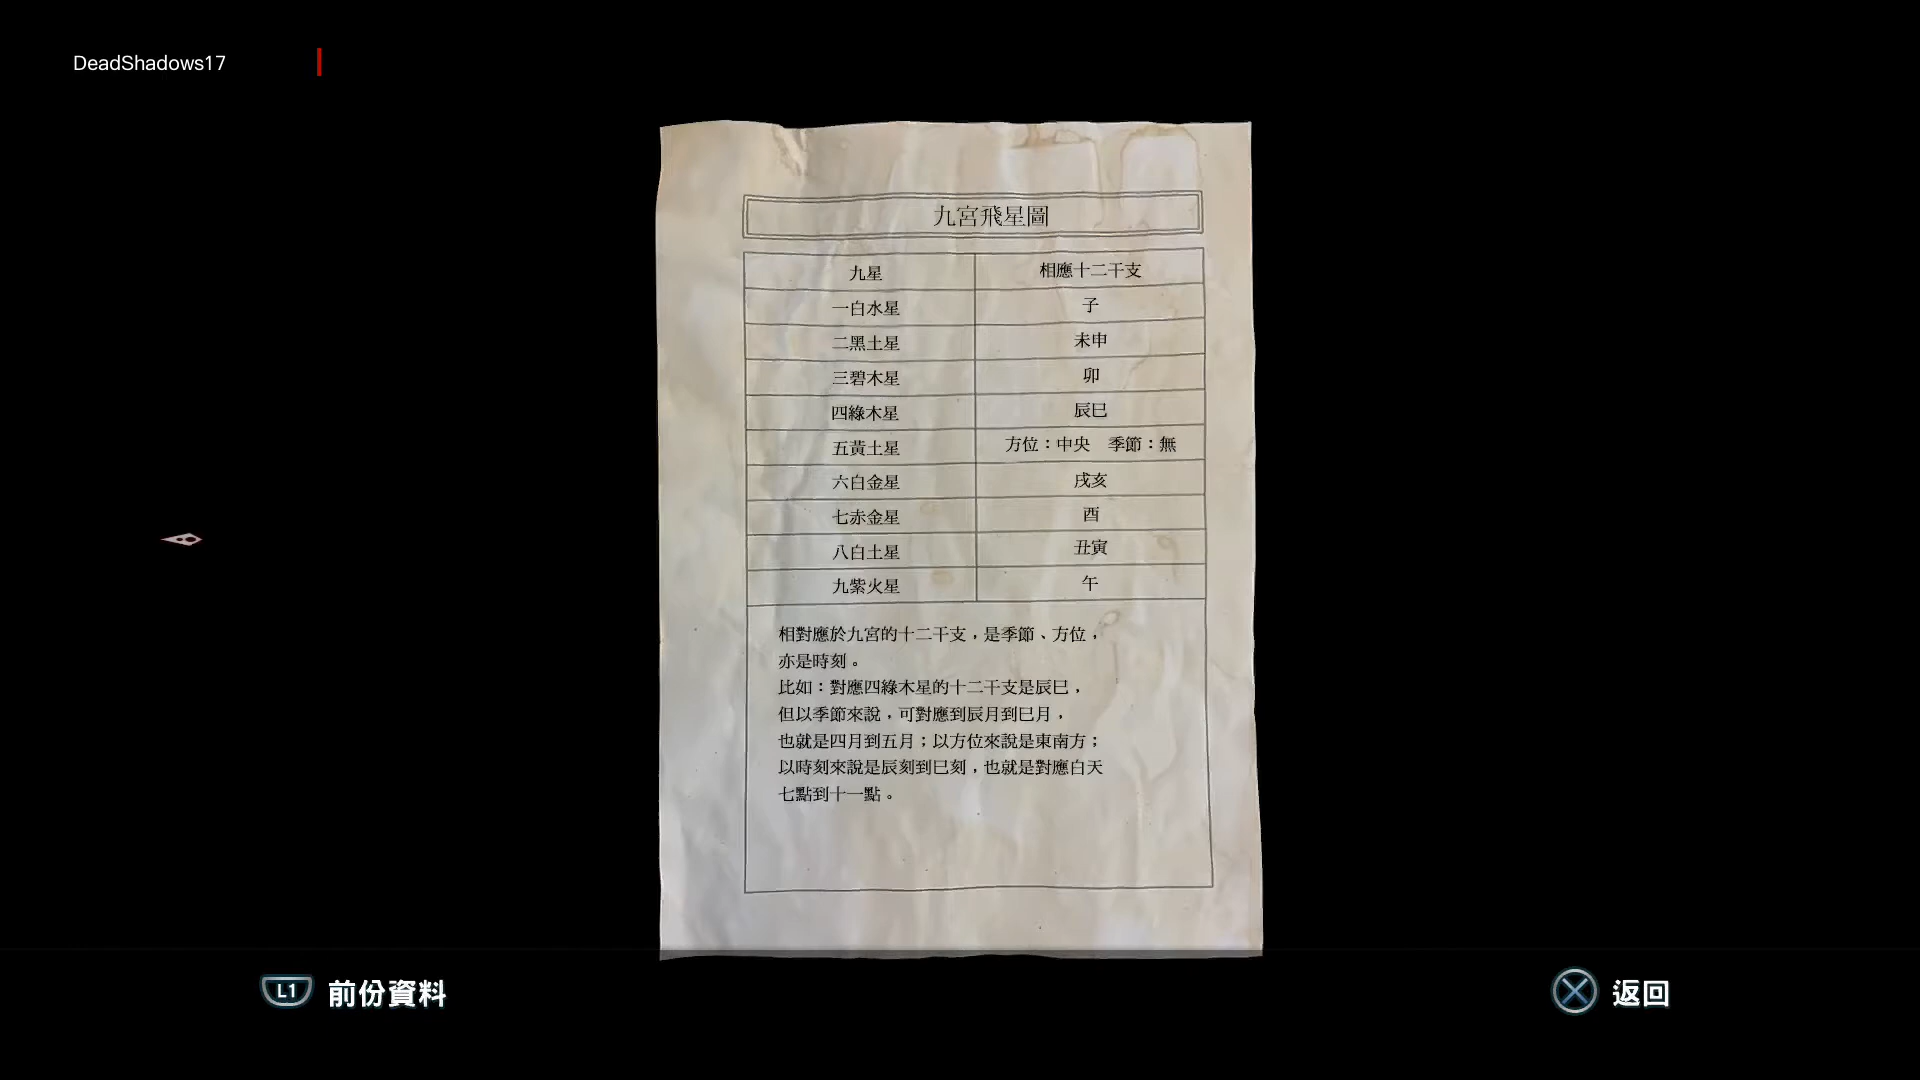 DeadShadows17
九宮飛星圖
九星 相應十二干支
一白水星 子
二黑土星 未申
三碧木星 卯
四綠木星 辰巳
五黃土星 方位：中央 季節：無
六白金星 戌亥
七赤金星 酉
八白土星 丑寅
九紫火星 午
相對應於九宮的十二干支，是季節、方位，
亦是時刻。
比如：對應四綠木星的十二干支是辰巳，
但以季節來說，可對應到辰月到巳月，
也就是四月到五月；以方位來說是東南方；
以時刻來說是辰刻到巳刻，也就是對應白天
七點到十一點。
L1 前份資料
返回